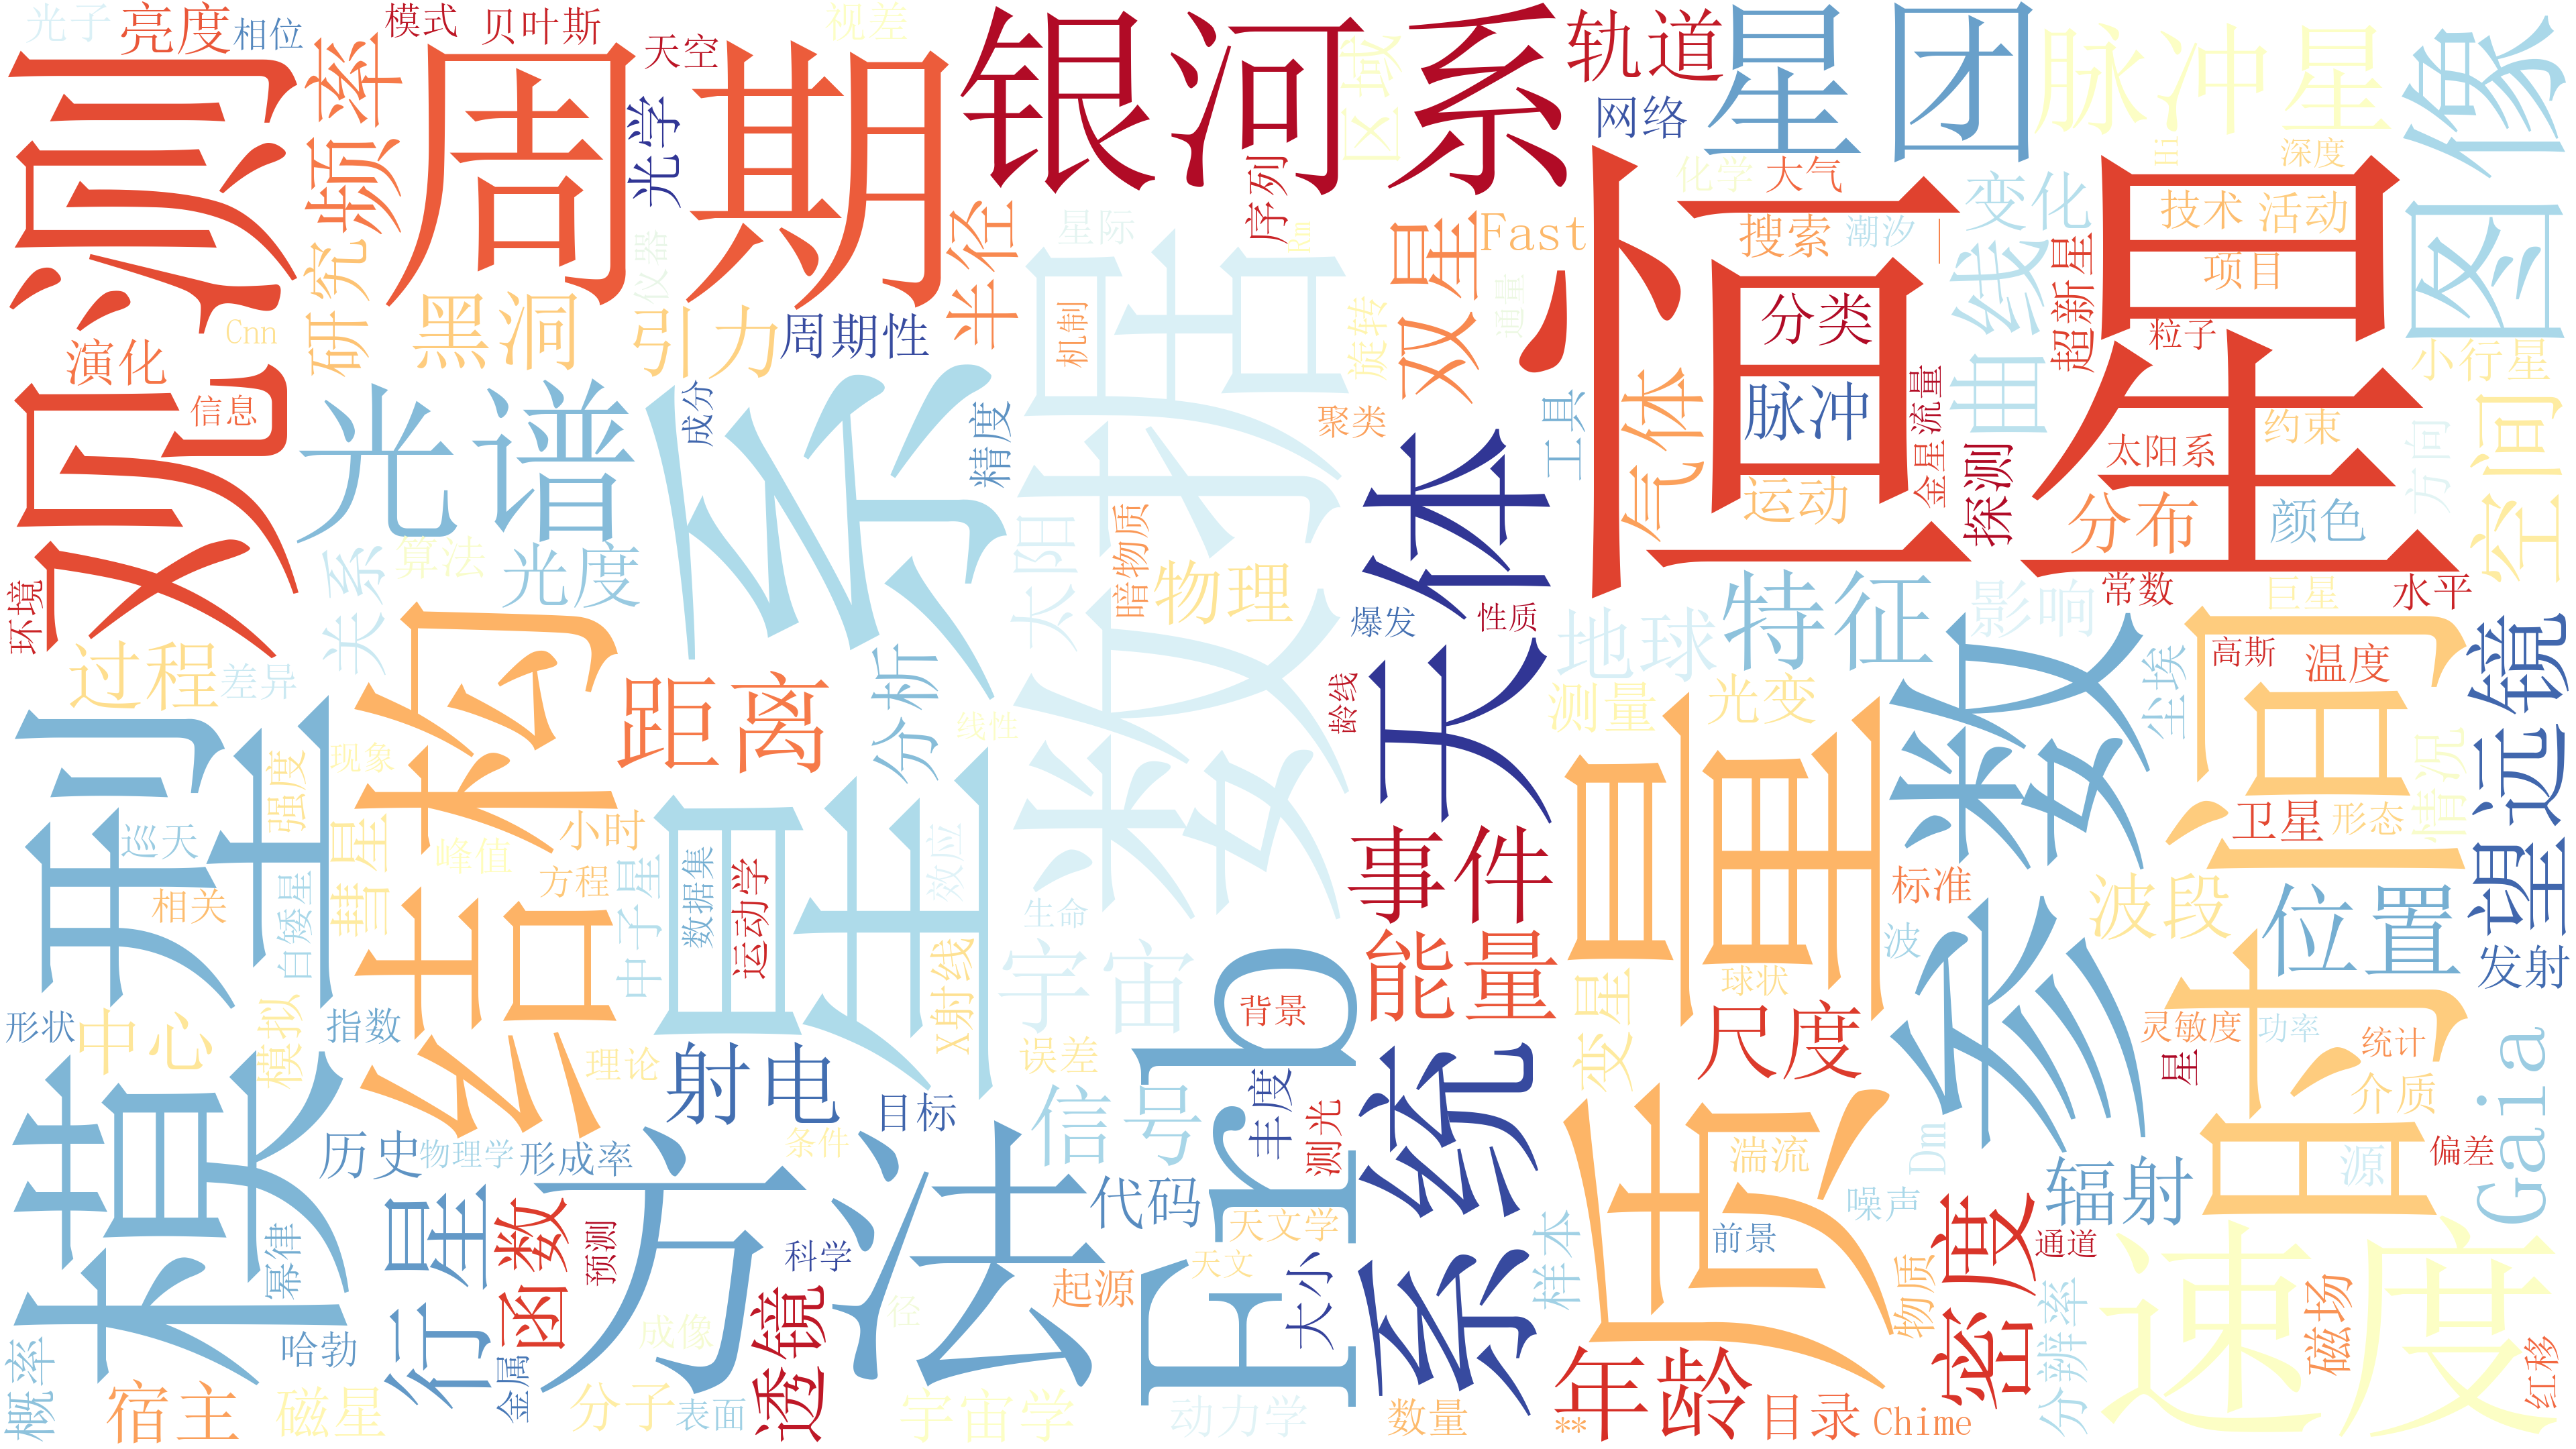 光子
亮度
相位
模式
贝叶斯
天空
视差
银河系
区域
轨道
网络
星团
脉冲星
图像
观测
频率
周期
光学
序列
Rm
双星
Fast
恒星
化学
大气
搜索
潮汐
一
变化
曲线
超新星
Hi
深度
技术
活动
项目
粒子
小行星
研究
Cnn
演化
信息
黑洞
引力
仪器
周期性
半径
星际
机制
旋转
通量
聚类
数据
分类
脉冲
运动
气体
工具
流量
金星
探测
太阳系
约束
分布
颜色
方向
空间
光谱
光度
算法
关系
星系
成分
精度
太阳
暗物质
物理
天体
爆发
性质
龄线
地球
特征
影响
常数
巨星
水平
高斯
温度
尘埃
时间
情况
望远镜
环境
过程
差异
模型
巡天
相关
白矮星
强度
现象
彗星
结构
峰值
小时
方程
中子星
距离
分析
线性
数据集
运动学
效应
生命
宇宙
X射线
误差
事件
能量
测量
光变
质量
变星
球状
尺度
参数
标准
波
波段
卫星
形态
位置
发射
形状
中心
模拟
指数
主
理论
射电
目标
信号
Frb
背景
丰度
测光
系统
湍流
Dm
噪声
辐射
灵敏度
功率
星
统计
介质
偏差
源
Gaia
历史
物理学
形成率
条件
代码
天文学
天文
幂律
哈勃
行星
函数
预测
方法
科学
透镜
成像
径
起源
大小
样本
前景
物质
密度
通道
分辨率
速度
磁场
红移
概率
宿主
磁星
金属
分子
表面
宇宙学
动力学
数量
**
年龄
目录
Chime